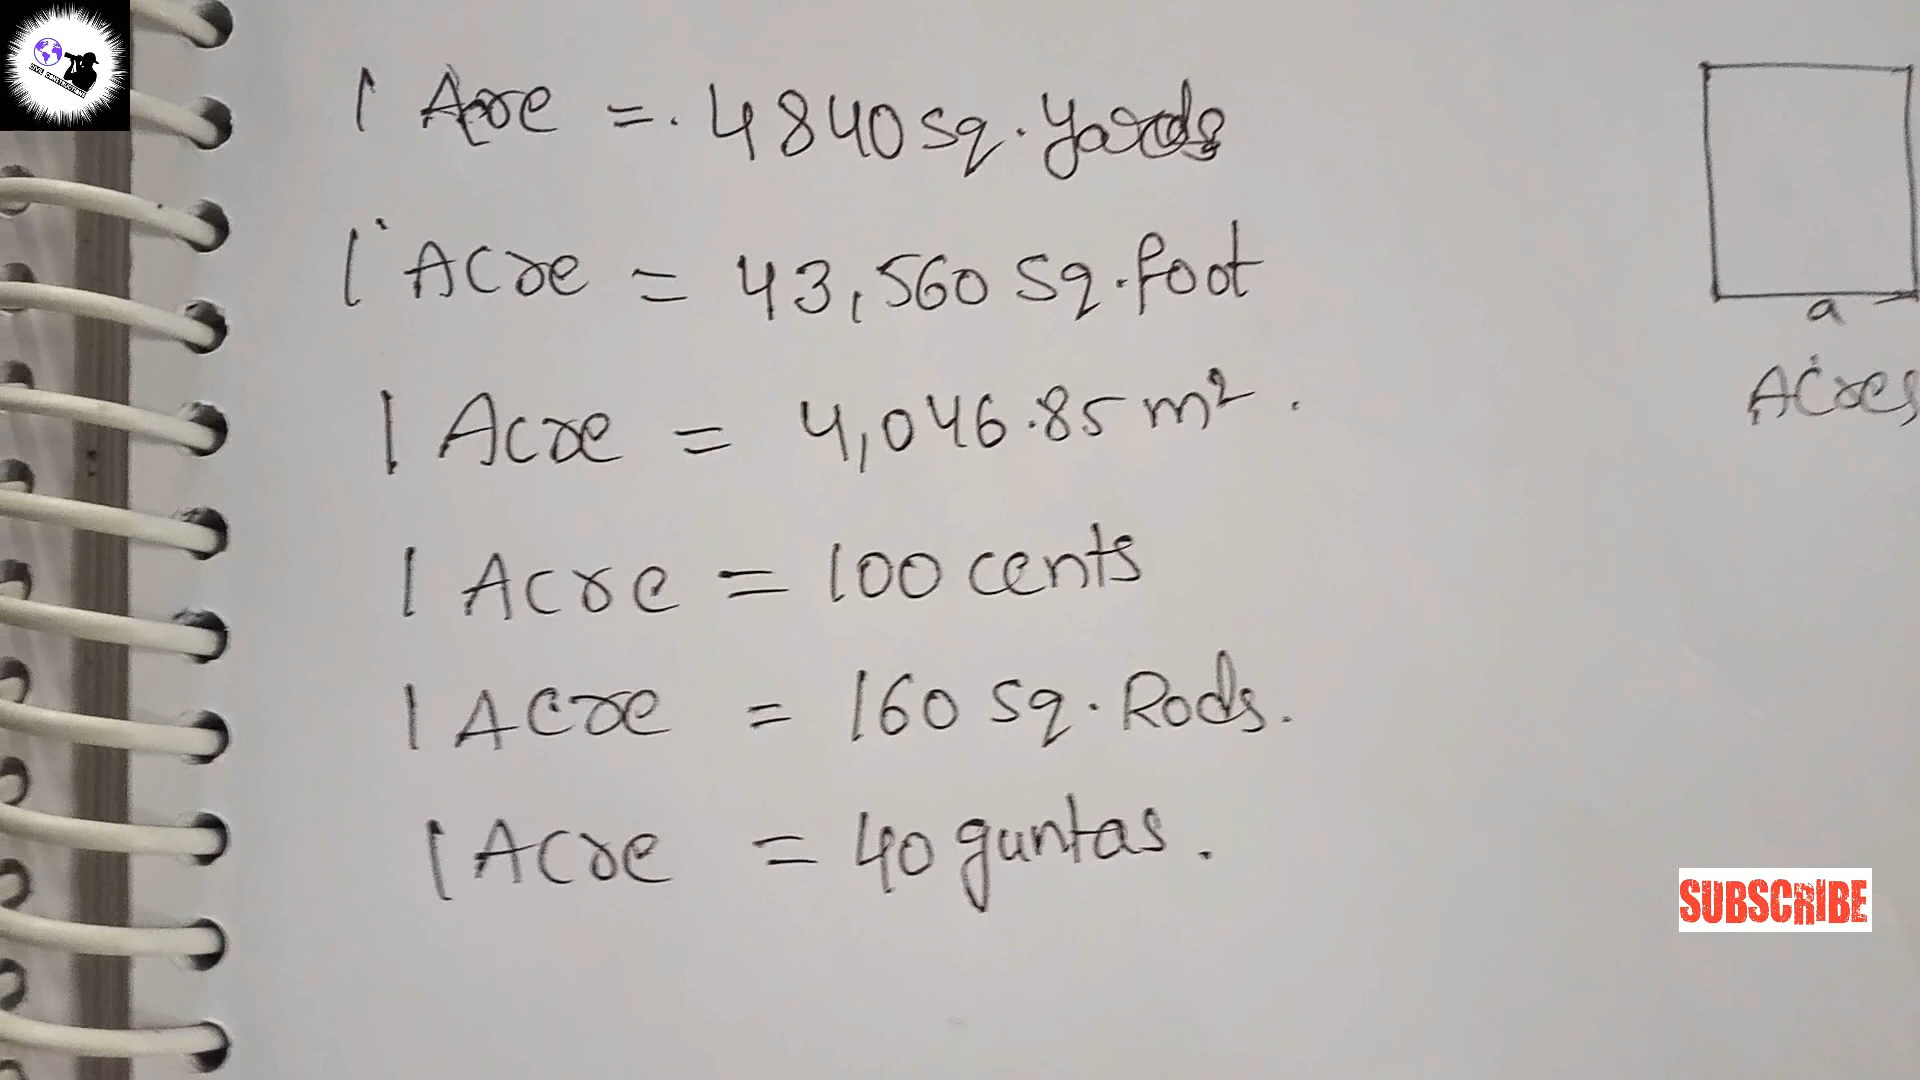 1 Acre = 4840 sq. yards
1 Acre = 43,560 sq. foot
1 Acre = 4,046.85 m².
1 Acre = 100 cents
1 Acre = 160 sq. Rods.
1 Acre = 40 guntas.
a
Acres
SUBSCRIBE